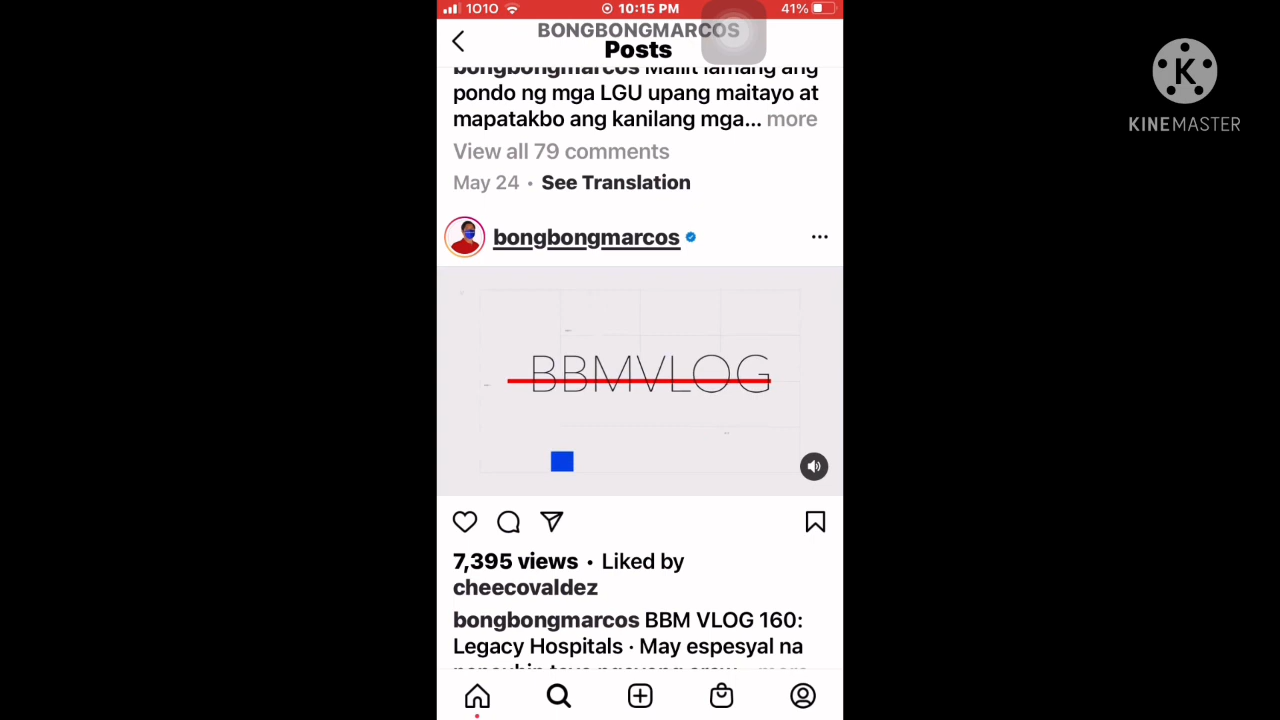 1010 10:15 PM 41%
BONGBONGMARCOS
Posts
bongbongmarcos Maliit lamang ang
pondo ng mga LGU upang maitayo at
mapatakbo ang kanilang mga... more
View all 79 comments
May 24 • See Translation
bongbongmarcos
BBMVLOG
7,395 views • Liked by
cheecovaldez
bongbongmarcos BBM VLOG 160:
Legacy Hospitals · May espesyal na
K
KINEMASTER